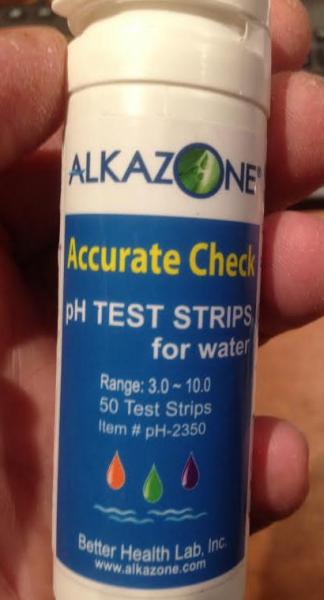 ALKAZONE®
Accurate Check
pH TEST STRIPS
for water
Range: 3.0 ~ 10.0
50 Test Strips
Item # pH-2350
Better Health Lab, Inc.
www.alkazone.com